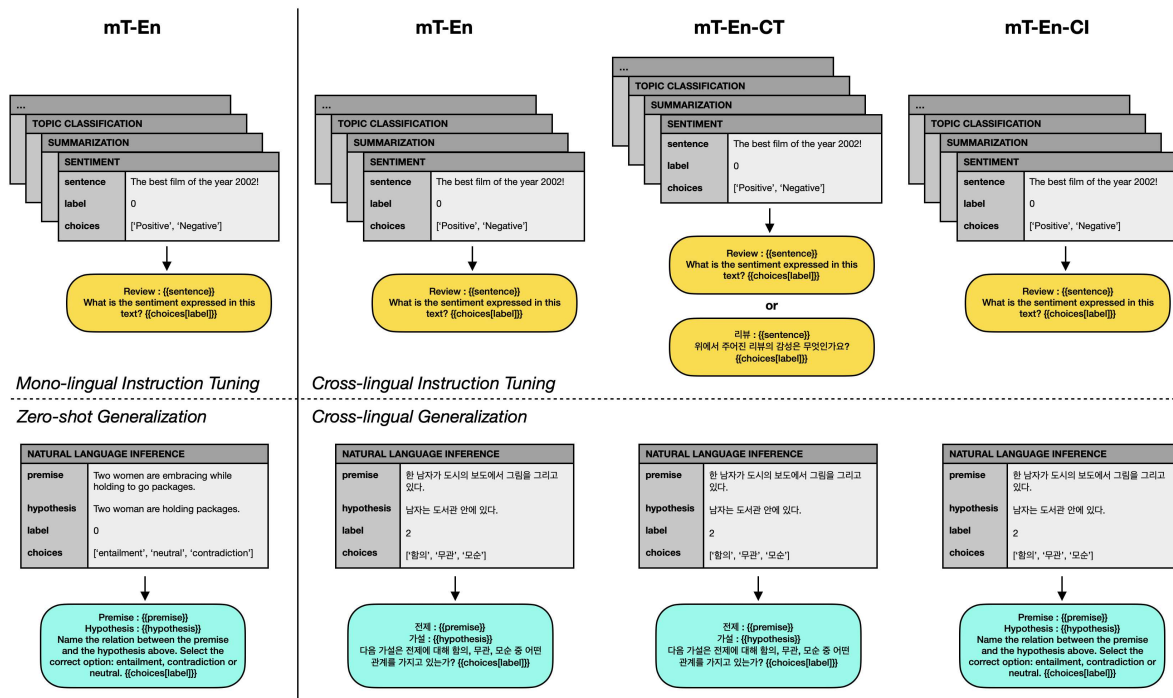 mT-En
mT-En
mT-En-CT
mT-En-CI
...
TOPIC CLASSIFICATION
SUMMARIZATION
SENTIMENT
sentence The best film of the year 2002!
label 0
choices ['Positive', 'Negative']
Review : {{sentence}}
What is the sentiment expressed in this
text? {{choices[label]}}
...
TOPIC CLASSIFICATION
SUMMARIZATION
SENTIMENT
sentence The best film of the year 2002!
label 0
choices ['Positive', 'Negative']
Review : {{sentence}}
What is the sentiment expressed in this
text? {{choices[label]}}
...
TOPIC CLASSIFICATION
SUMMARIZATION
SENTIMENT
sentence The best film of the year 2002!
label 0
choices ['Positive', 'Negative']
Review : {{sentence}}
What is the sentiment expressed in this
text? {{choices[label]}}
or
리뷰 : {{sentence}}
위에서 주어진 리뷰의 감성은 무엇인가요?
{{choices[label]}}
...
TOPIC CLASSIFICATION
SUMMARIZATION
SENTIMENT
sentence The best film of the year 2002!
label 0
choices ['Positive', 'Negative']
Review : {{sentence}}
What is the sentiment expressed in this
text? {{choices[label]}}
Mono-lingual Instruction Tuning
Cross-lingual Instruction Tuning
Zero-shot Generalization
Cross-lingual Generalization
NATURAL LANGUAGE INFERENCE
premise Two women are embracing while
holding to go packages.
hypothesis Two woman are holding packages.
label 0
choices ['entailment', 'neutral', 'contradiction']
Premise : {{premise}}
Hypothesis : {{hypothesis}}
Name the relation between the premise
and the hypothesis above. Select the
correct option: entailment, contradiction or
neutral. {{choices[label]}}
NATURAL LANGUAGE INFERENCE
premise 한 남자가 도시의 보도에서 그림을 그리고
있다.
hypothesis 남자는 도서관 안에 있다.
label 2
choices ['함의', '무관', '모순']
전제 : {{premise}}
가설 : {{hypothesis}}
다음 가설은 전제에 대해 함의, 무관, 모순 중 어떤
관계를 가지고 있는가? {{choices[label]}}
NATURAL LANGUAGE INFERENCE
premise 한 남자가 도시의 보도에서 그림을 그리고
있다.
hypothesis 남자는 도서관 안에 있다.
label 2
choices ['함의', '무관', '모순']
전제 : {{premise}}
가설 : {{hypothesis}}
다음 가설은 전제에 대해 함의, 무관, 모순 중 어떤
관계를 가지고 있는가? {{choices[label]}}
NATURAL LANGUAGE INFERENCE
premise 한 남자가 도시의 보도에서 그림을 그리고
있다.
hypothesis 남자는 도서관 안에 있다.
label 2
choices ['함의', '무관', '모순']
Premise : {{premise}}
Hypothesis : {{hypothesis}}
Name the relation between the premise
and the hypothesis above. Select the
correct option: entailment, contradiction or
neutral. {{choices[label]}}